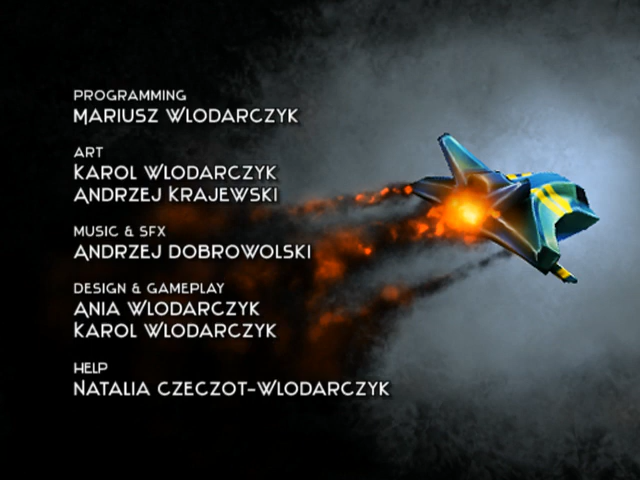 PROGRAMMING
MARIUSZ WLODARCZYK
ART
KAROL WLODARCZYK
ANDRZEJ KRAJEWSKI
MUSIC & SFX
ANDRZEJ DOBROWOLSKI
DESIGN & GAMEPLAY
ANIA WLODARCZYK
KAROL WLODARCZYK
HELP
NATALIA CZECZOT-WLODARCZYK